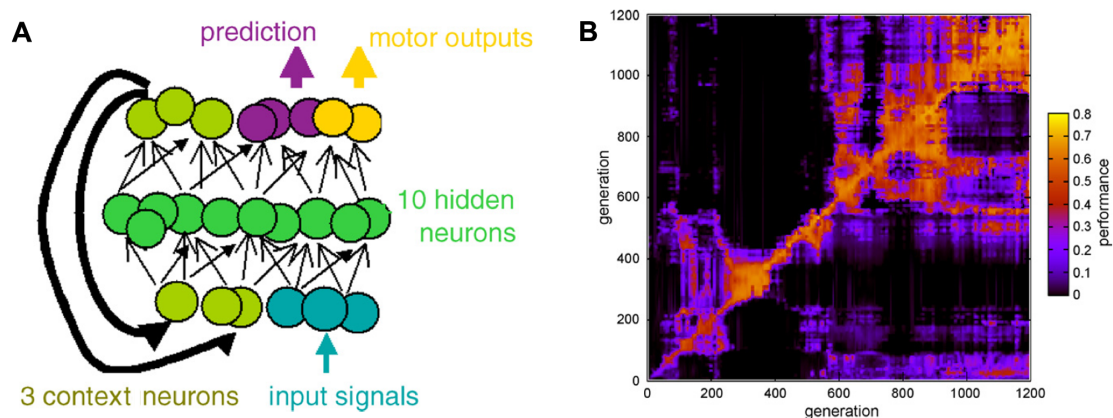 A
prediction
motor outputs
10 hidden
neurons
3 context neurons
input signals
B
1200
1000
800
600
400
200
0
generation
0
200
400
600
800
1000
1200
generation
0.8
0.7
0.6
0.5
0.4
0.3
0.2
0.1
0
performance